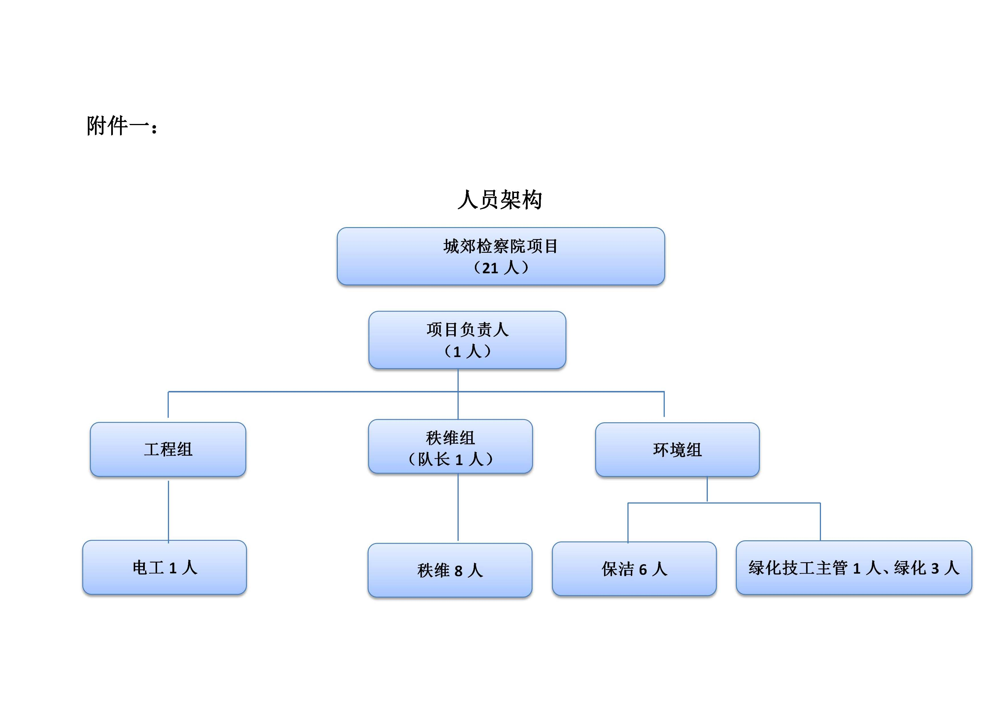 附件一：
人员架构
城郊检察院项目
（21 人）
项目负责人
（1 人）
工程组
秩维组
（队长 1 人）
环境组
电工 1 人
秩维 8 人
保洁 6 人
绿化技工主管 1 人、绿化 3 人